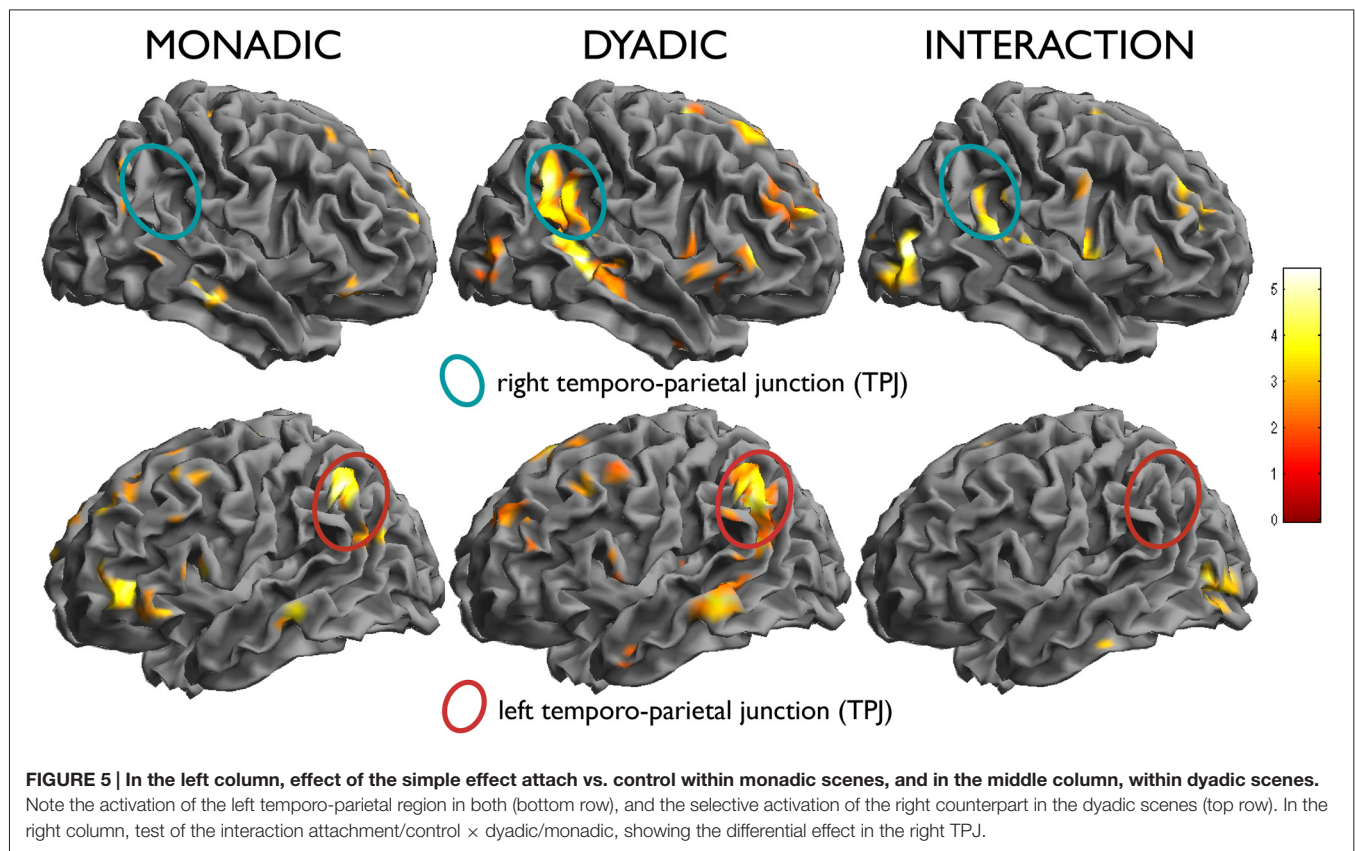 MONADIC DYADIC INTERACTION
5
4
3
2
1
0
right temporo-parietal junction (TPJ)
left temporo-parietal junction (TPJ)
FIGURE 5 | In the left column, effect of the simple effect attach vs. control within monadic scenes, and in the middle column, within dyadic scenes.
Note the activation of the left temporo-parietal region in both (bottom row), and the selective activation of the right counterpart in the dyadic scenes (top row). In the
right column, test of the interaction attachment/control × dyadic/monadic, showing the differential effect in the right TPJ.